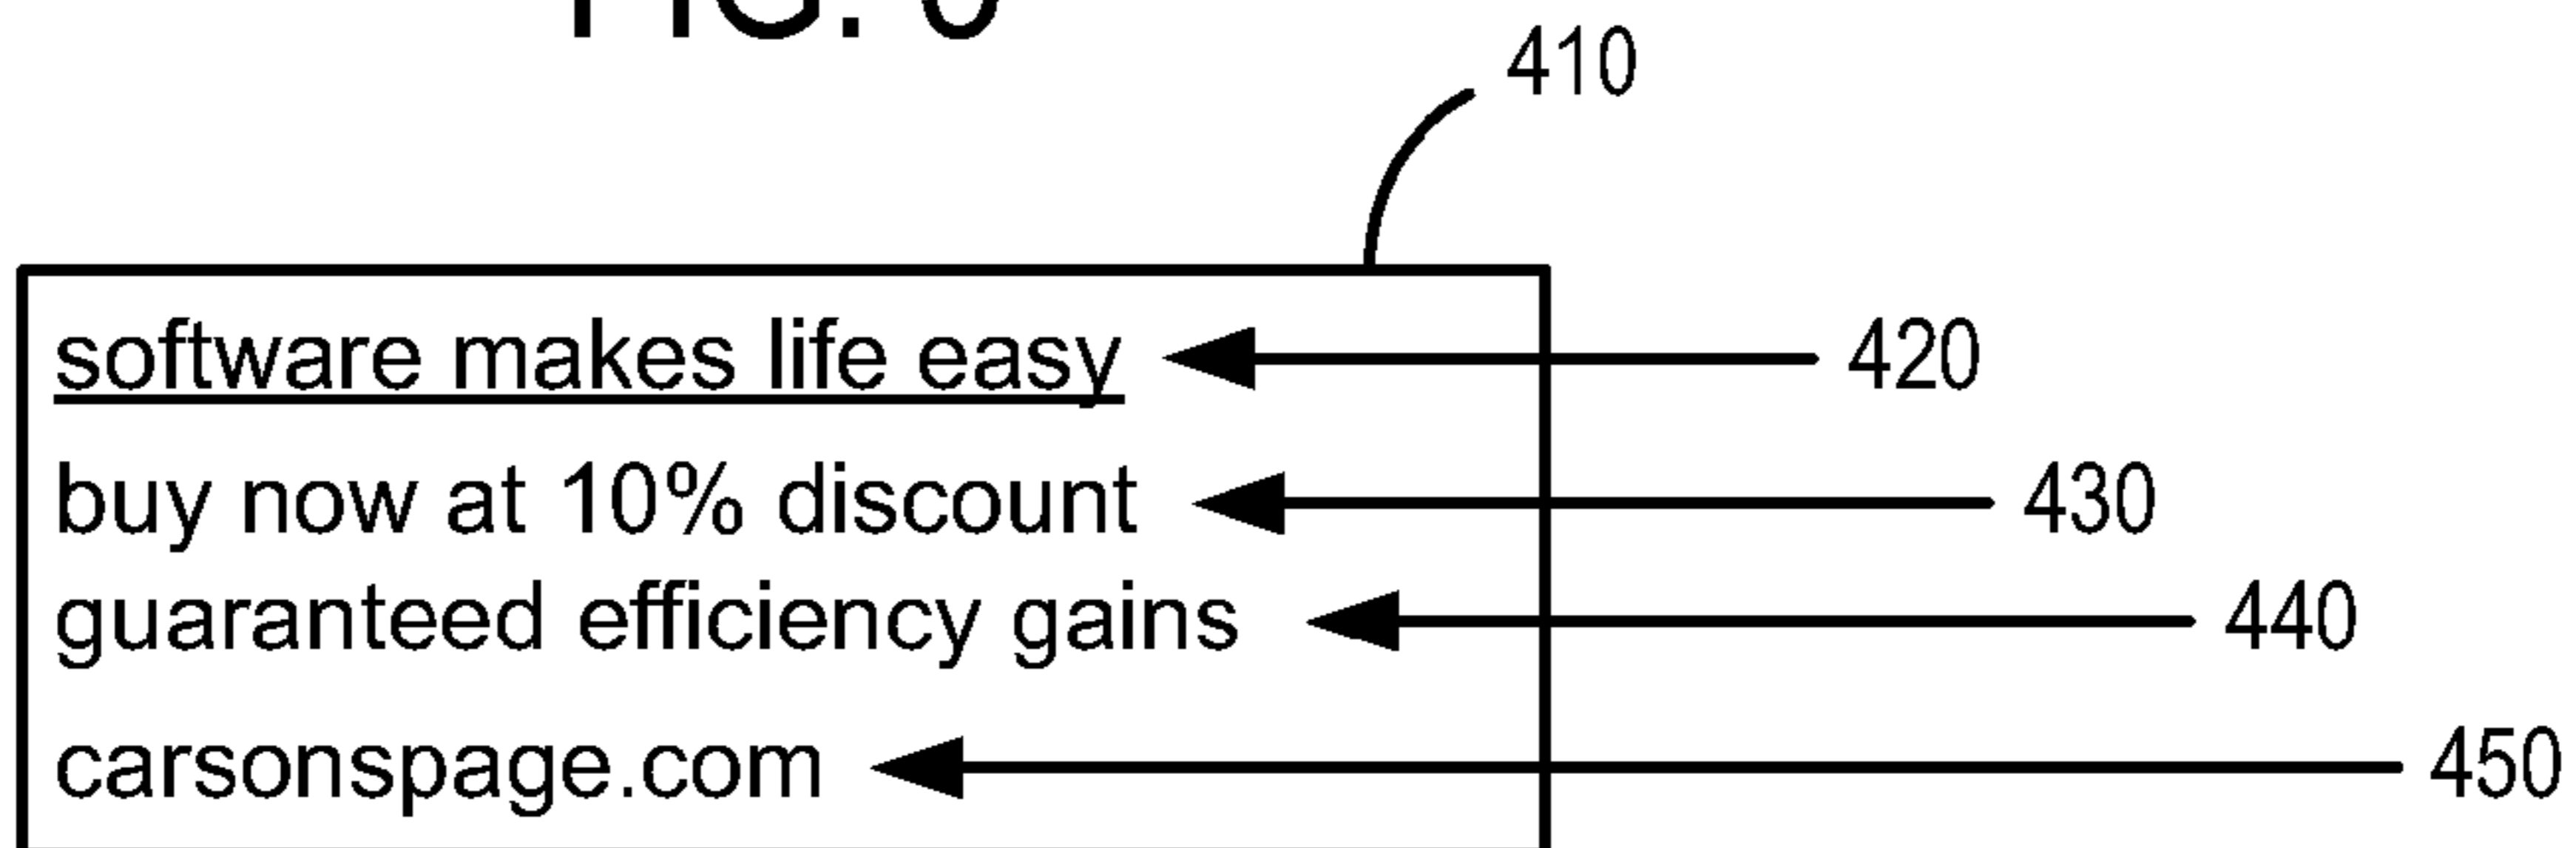 FIG.
410
software makes life easy 420
buy now at 10% discount 430
guaranteed efficiency gains 440
carsonspage.com 450